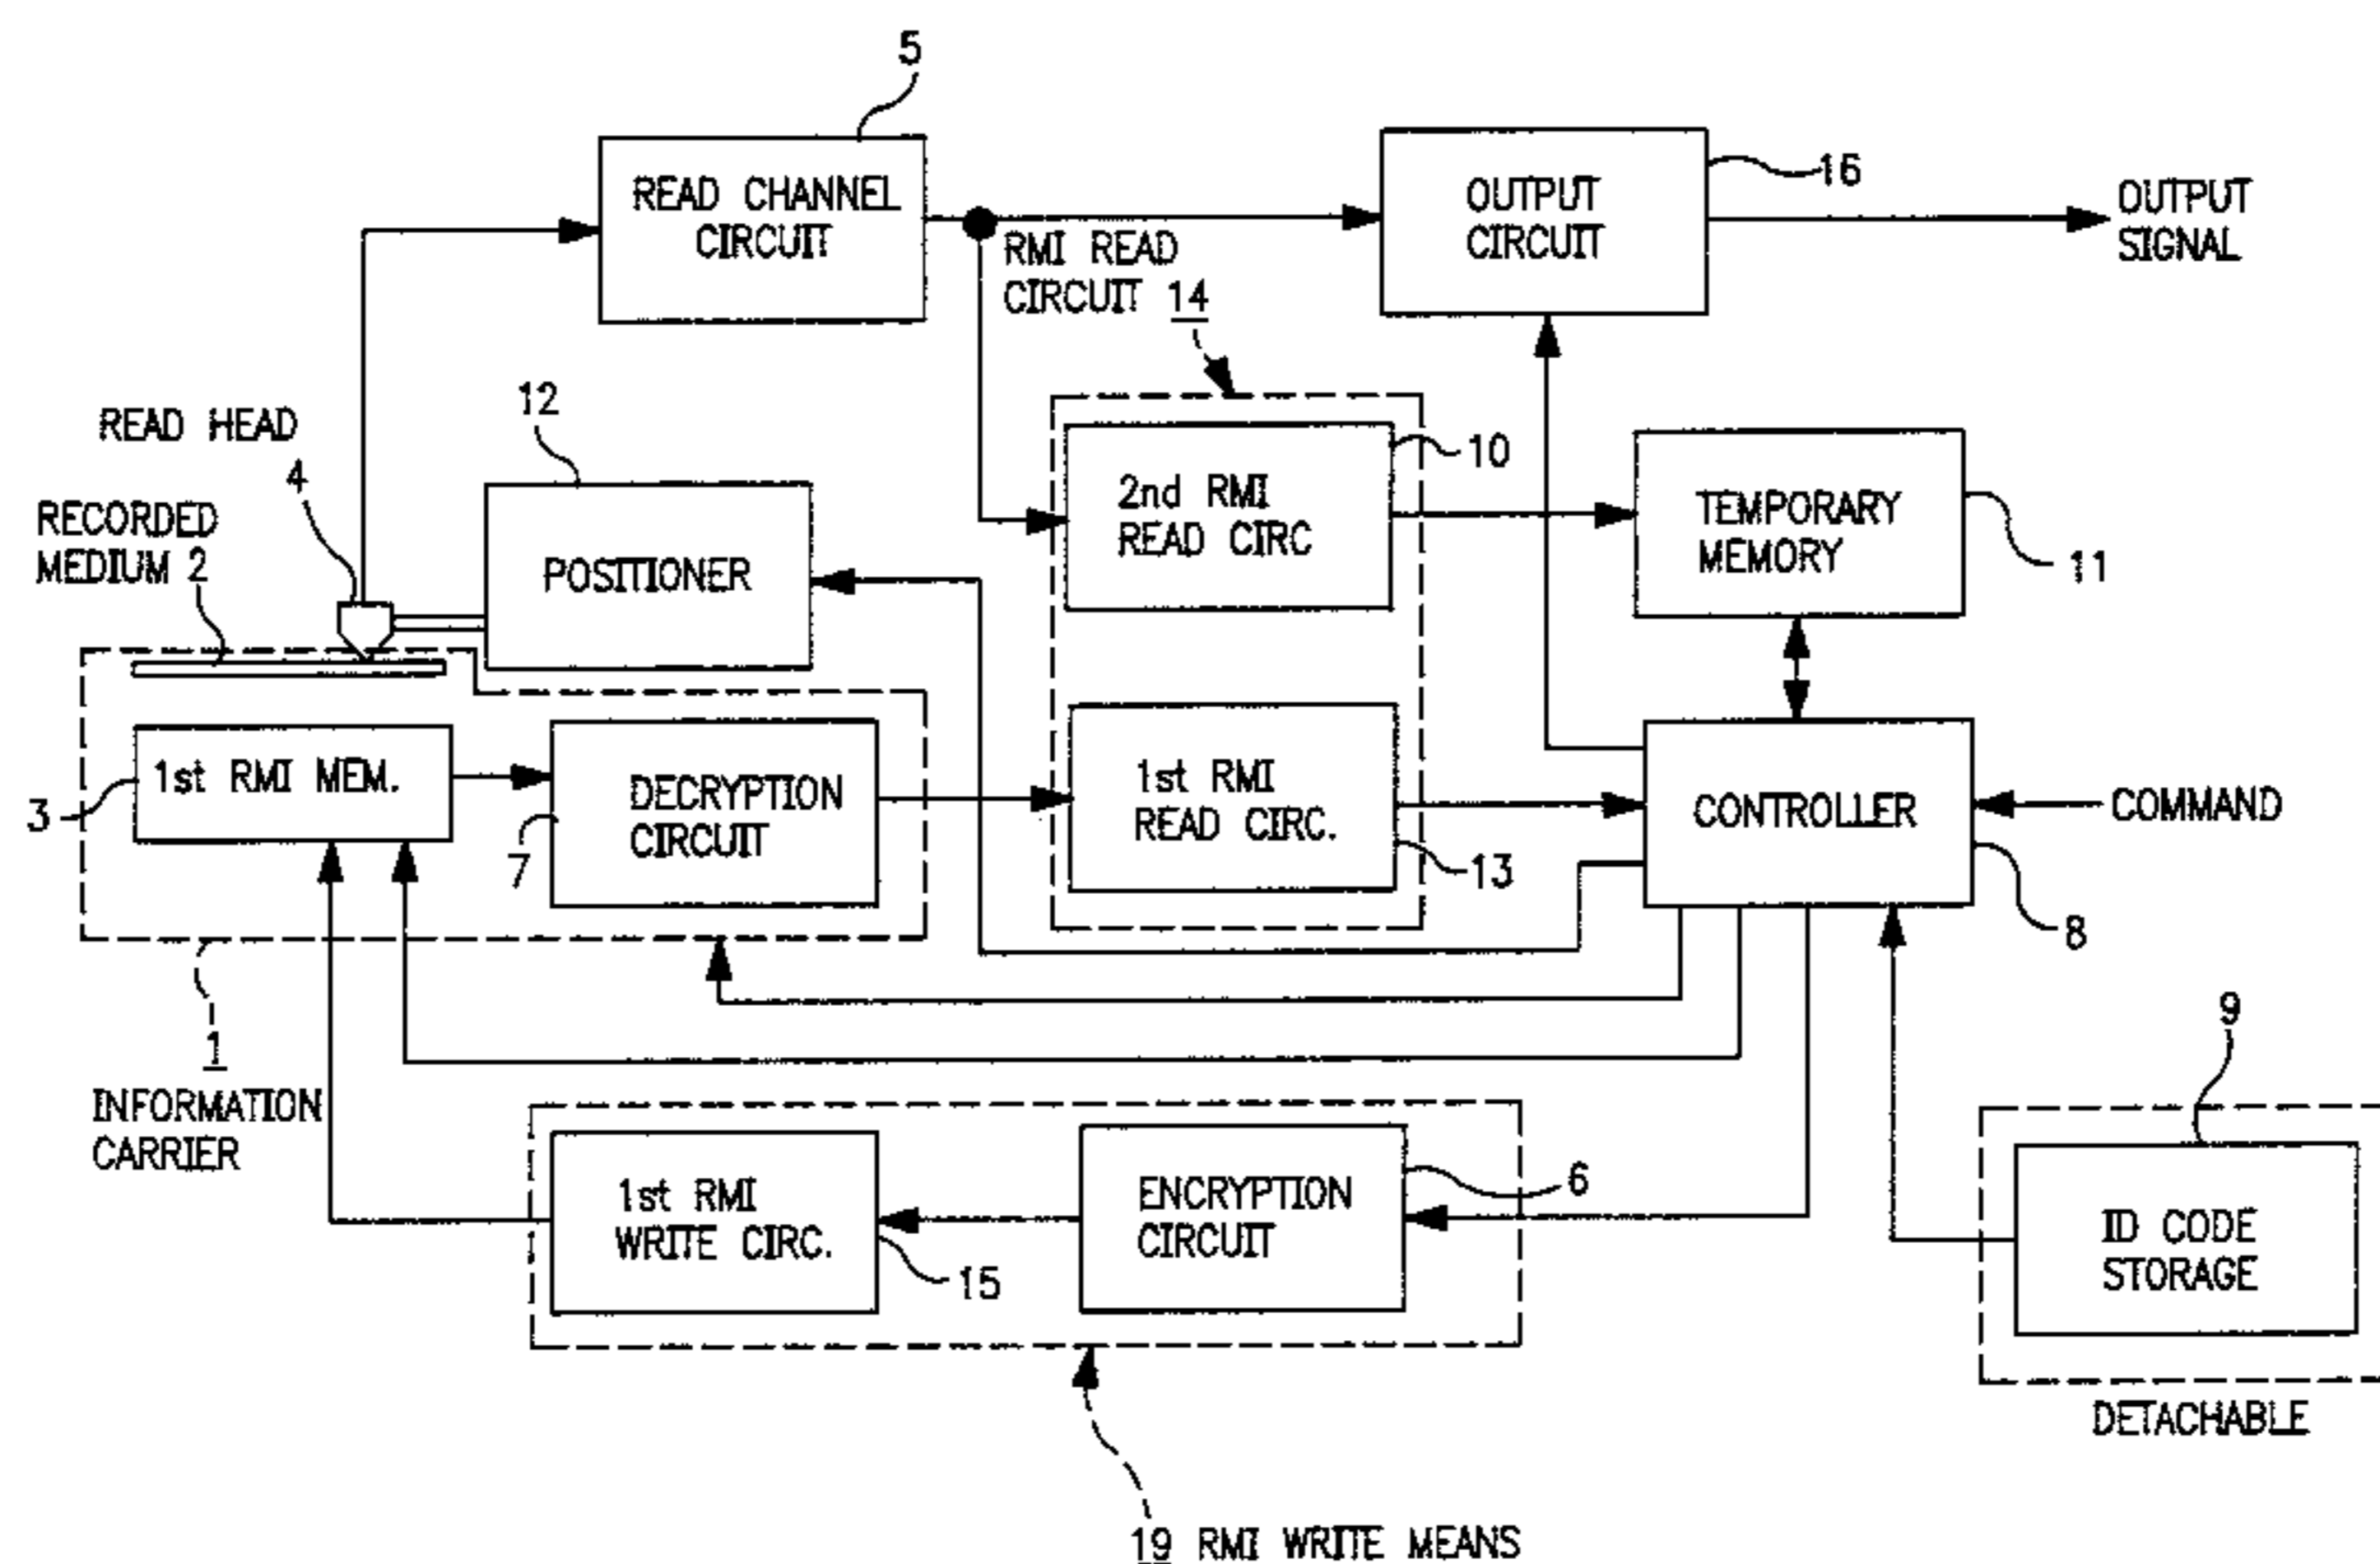 5
READ CHANNEL
CIRCUIT
OUTPUT
CIRCUIT
16
OUTPUT
SIGNAL
RMI READ
CIRCUIT 14
READ HEAD
4
12
POSITIONER
RECORDED
MEDIUM 2
2nd RMI
READ CIRC
10
TEMPORARY
MEMORY
11
3
1st RMI MEM.
DECRYPTION
CIRCUIT
7
1st RMI
READ CIRC.
13
CONTROLLER
COMMAND
8
1
INFORMATION
CARRIER
1st RMI
WRITE CIRC.
15
ENCRYPTION
CIRCUIT
6
9
ID CODE
STORAGE
DETACHABLE
19 RMI WRITE MEANS